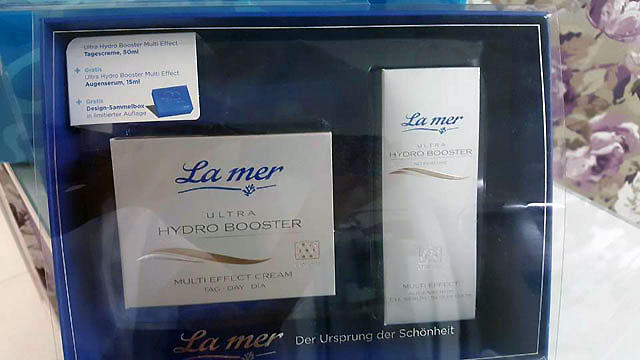 Ultra Hydro Booster Multi Effect
Tagescreme, 50ml
+ Gratis
Ultra Hydro Booster Multi Effect
Augenserum, 15ml
+ Gratis
Design-Sammelbox
in limitierter Auflage
La mer
ULTRA
HYDRO BOOSTER
MULTI EFFECT CREAM
TAG · DAY · DIA
La mer
ULTRA
HYDRO BOOSTER
MULTI EFFECT
La mer Der Ursprung der Schönheit